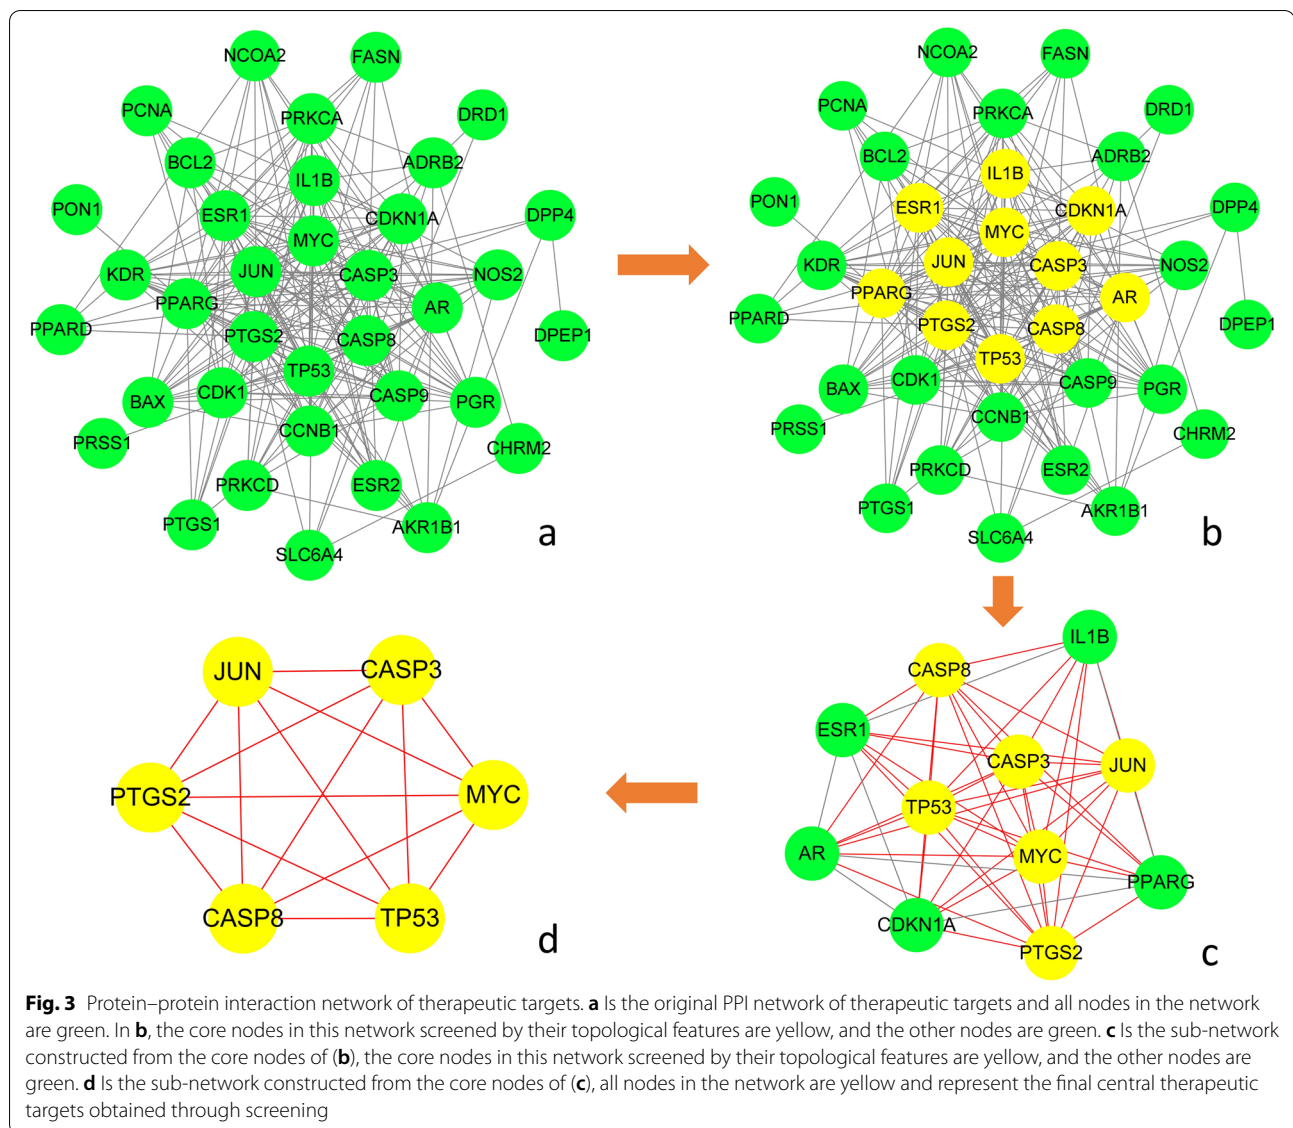 NCOA2
FASN
PCNA
PRKCA
DRD1
BCL2
ADRB2
IL1B
PON1
ESR1
CDKN1A
DPP4
MYC
KDR
JUN
CASP3
NOS2
PPARG
AR
PPARD
PTGS2
CASP8
DPEP1
TP53
BAX
CDK1
CASP9
PGR
PRSS1
CCNB1
CHRM2
PRKCD
ESR2
PTGS1
AKR1B1
SLC6A4
a
NCOA2
FASN
PCNA
PRKCA
DRD1
BCL2
ADRB2
IL1B
PON1
ESR1
CDKN1A
DPP4
MYC
KDR
JUN
CASP3
NOS2
PPARG
AR
PPARD
PTGS2
CASP8
DPEP1
TP53
BAX
CDK1
CASP9
PGR
PRSS1
CCNB1
CHRM2
PRKCD
ESR2
PTGS1
AKR1B1
SLC6A4
b
IL1B
CASP8
ESR1
CASP3
JUN
TP53
AR
MYC
PPARG
CDKN1A
PTGS2
c
JUN
CASP3
PTGS2
MYC
CASP8
TP53
d
Fig. 3 Protein–protein interaction network of therapeutic targets. a Is the original PPI network of therapeutic targets and all nodes in the network
are green. In b, the core nodes in this network screened by their topological features are yellow, and the other nodes are green. c Is the sub-network
constructed from the core nodes of (b), the core nodes in this network screened by their topological features are yellow, and the other nodes are
green. d Is the sub-network constructed from the core nodes of (c), all nodes in the network are yellow and represent the final central therapeutic
targets obtained through screening